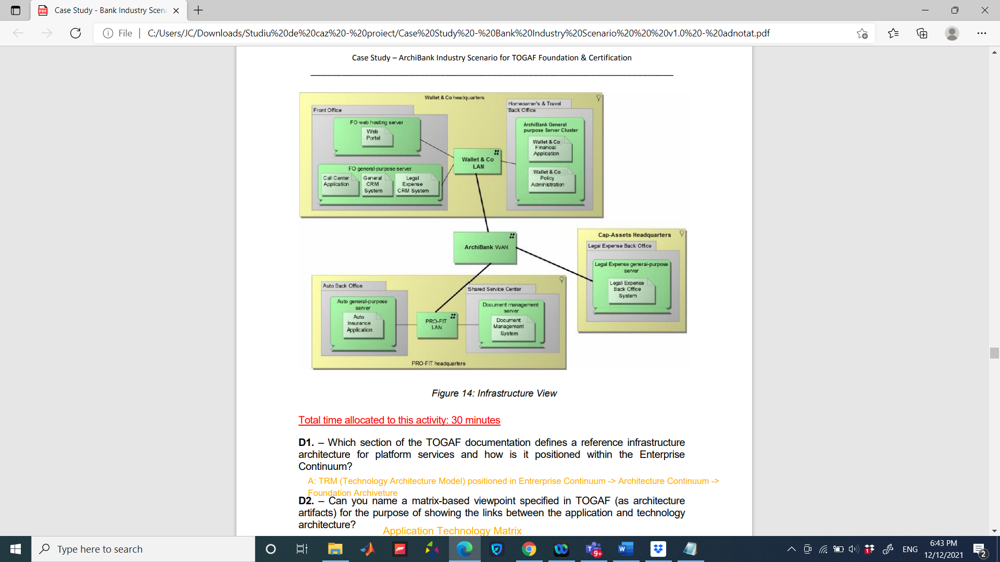 Case Study - Bank Industry Scen
File
C:/Users/JC/Downloads/Studiu%20de%20caz%20-%20proiect/Case%20Study%20-%20Bank%20Industry%20Scenario%20%20%20v1.0%20-%20adnotat.pdf
Case Study – ArchiBank Industry Scenario for TOGAF Foundation & Certification
Wallet & Co headquarters
Front Office
FO web hosting server
Web
Portal
FO general-purpose server
Call Center
Application
General
CRM
System
Legal
Expense
CRM System
Wallet & Co
LAN
Homeowner's & Travel
Back Office
ArchiBank General
purpose Server Cluster
Wallet & Co
Financial
Application
Wallet & Co
Policy
Administration
ArchiBank WAN
Cap-Assets Headquarters
Legal Expense Back Office
Legal Expense general-purpose
server
Legal Expense
Back Office
System
Auto Back Office
Auto general-purpose
server
Auto
Insurance
Application
PRO-FIT
LAN
Shared Service Center
Document management
server
Document
Management
System
PRO-FIT headquarters
Figure 14: Infrastructure View
Total time allocated to this activity: 30 minutes
D1. – Which section of the TOGAF documentation defines a reference infrastructure
architecture for platform services and how is it positioned within the Enterprise
Continuum?
A: TRM (Technology Architecture Model) positioned in Entrerprise Continuum -> Architecture Continuum ->
Foundation Archiveture
D2. – Can you name a matrix-based viewpoint specified in TOGAF (as architecture
artifacts) for the purpose of showing the links between the application and technology
architecture?
Application Technology Matrix
Type here to search
9+
1
ENG
6:43 PM
12/12/2021
2